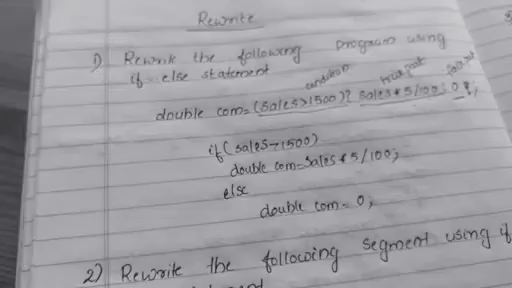 Rewrite
1) Rewrite the following program using
if else statement
condition true part
double com=(sales>1500)? sales*5/100:0;
if(sales>1500)
double com=sales*5/100;
else
double com=0;
2) Rewrite the following segment using if